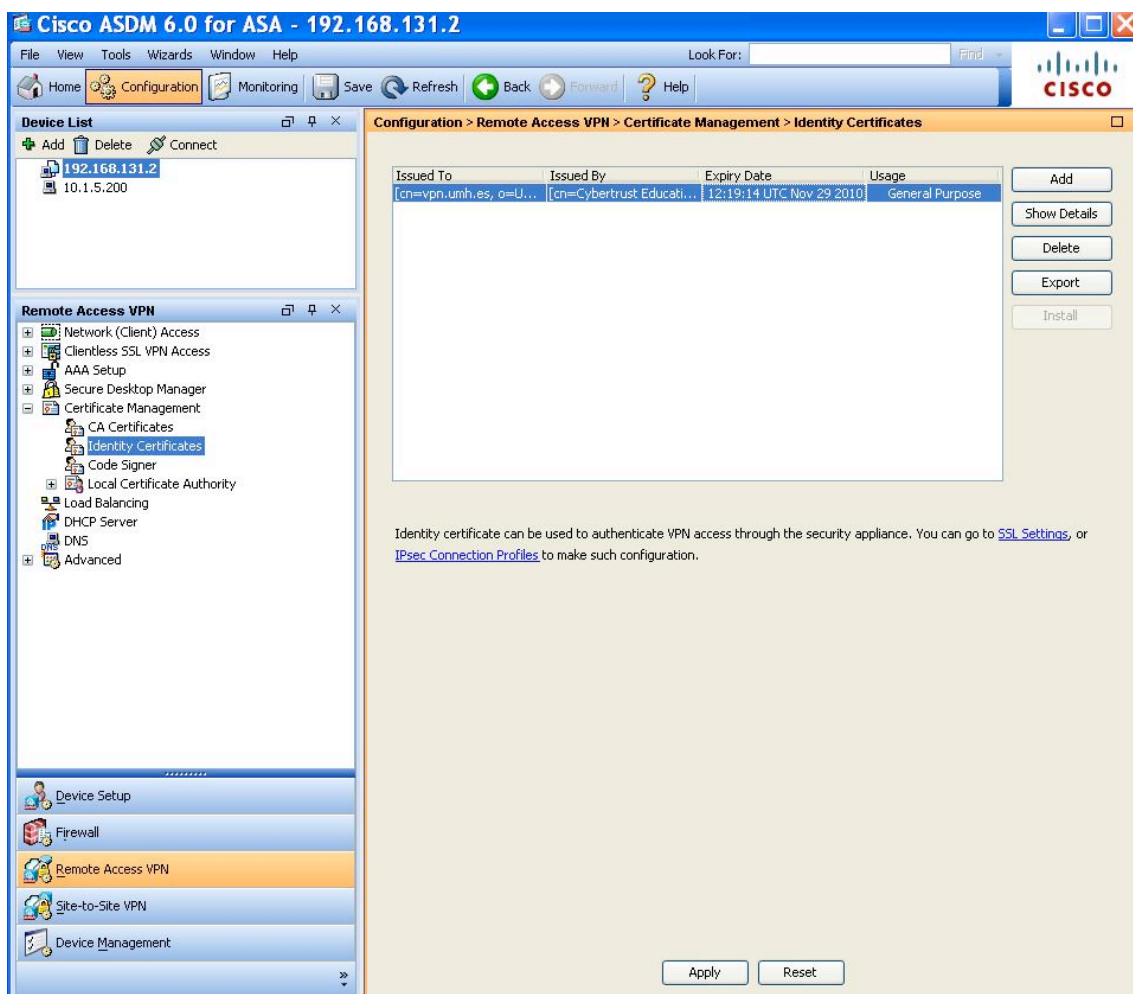 Cisco ASDM 6.0 for ASA - 192.168.131.2
File View Tools Wizards Window Help Look For: Find
Home Configuration Monitoring Save Refresh Back Forward Help
CISCO
Device List
Add Delete Connect
192.168.131.2
10.1.5.200
Remote Access VPN
Network (Client) Access
Clientless SSL VPN Access
AAA Setup
Secure Desktop Manager
Certificate Management
CA Certificates
Identity Certificates
Code Signer
Local Certificate Authority
Load Balancing
DHCP Server
DNS
Advanced
Device Setup
Firewall
Remote Access VPN
Site-to-Site VPN
Device Management
Configuration > Remote Access VPN > Certificate Management > Identity Certificates
Issued To Issued By Expiry Date Usage
[cn=vpn.umh.es, o=U... [cn=Cybertrust Educati... 12:19:14 UTC Nov 29 2010 General Purpose
Add
Show Details
Delete
Export
Install
Identity certificate can be used to authenticate VPN access through the security appliance. You can go to SSL Settings, or
IPsec Connection Profiles to make such configuration.
Apply Reset